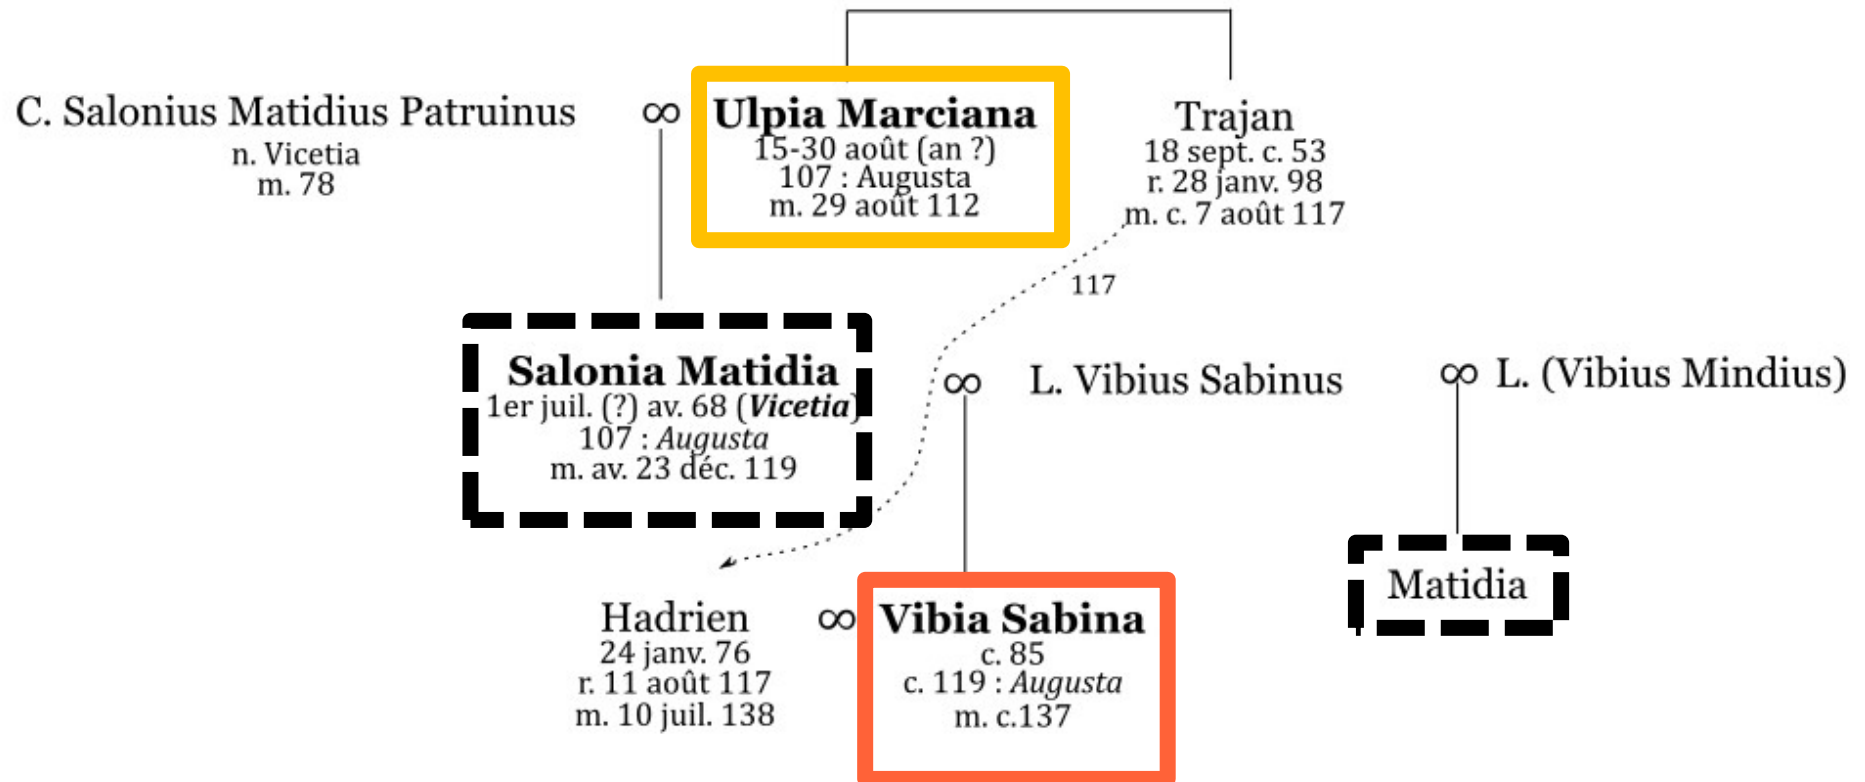 C. Salonius Matidius Patruinus
n. Vicetia
m. 78
∞
Ulpia Marciana
15-30 août (an ?)
107 : Augusta
m. 29 août 112
Trajan
18 sept. c. 53
r. 28 janv. 98
m. c. 7 août 117
117
Salonia Matidia
1er juil. (?) av. 68 (Vicetia)
107 : Augusta
m. av. 23 déc. 119
∞ L. Vibius Sabinus
∞ L. (Vibius Mindius)
Matidia
Hadrien
24 janv. 76
r. 11 août 117
m. 10 juil. 138
∞
Vibia Sabina
c. 85
c. 119 : Augusta
m. c.137